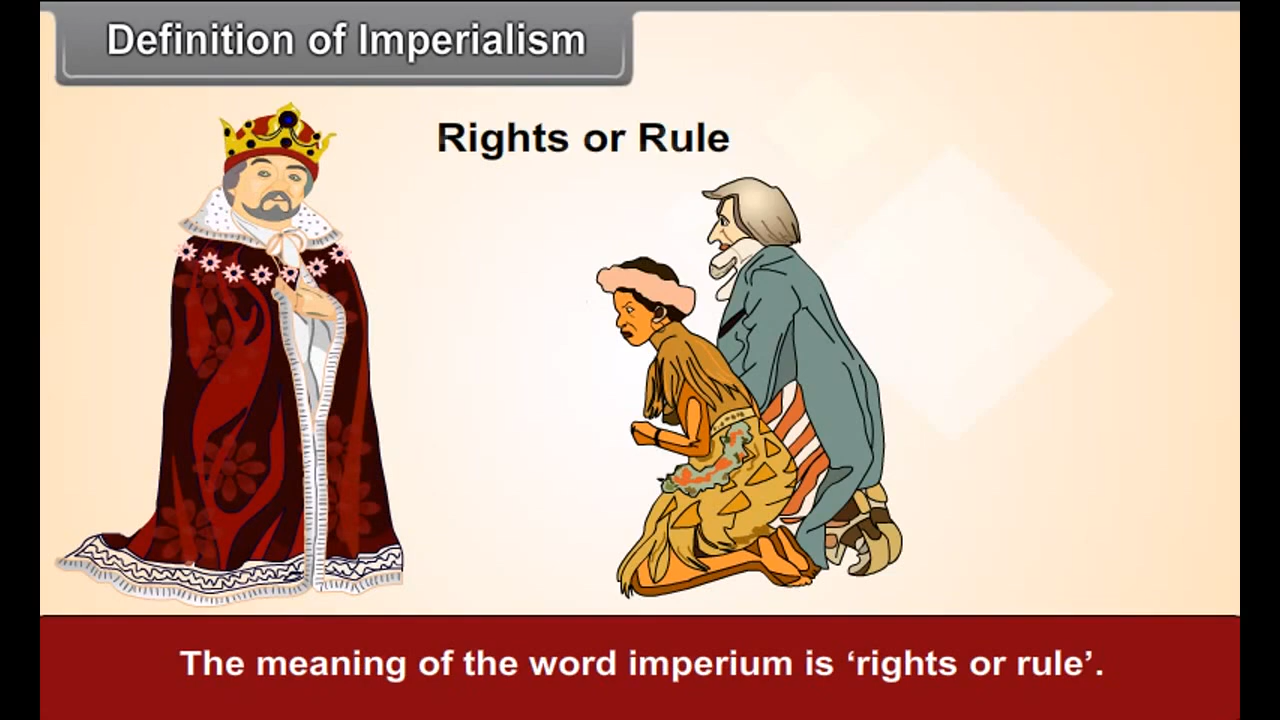 Definition of Imperialism
Rights or Rule
The meaning of the word imperium is ‘rights or rule’.